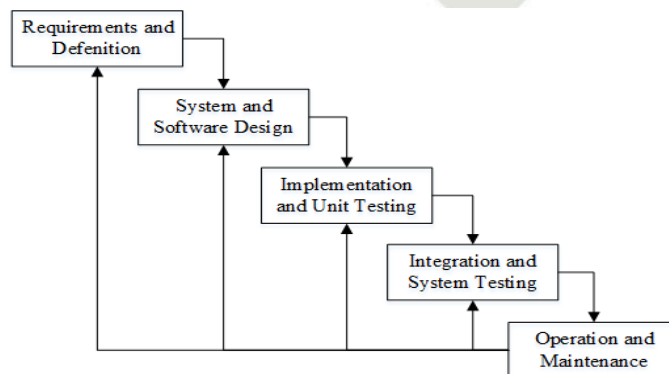 Requirements and
Defenition
System and
Software Design
Implementation
and Unit Testing
Integration and
System Testing
Operation and
Maintenance